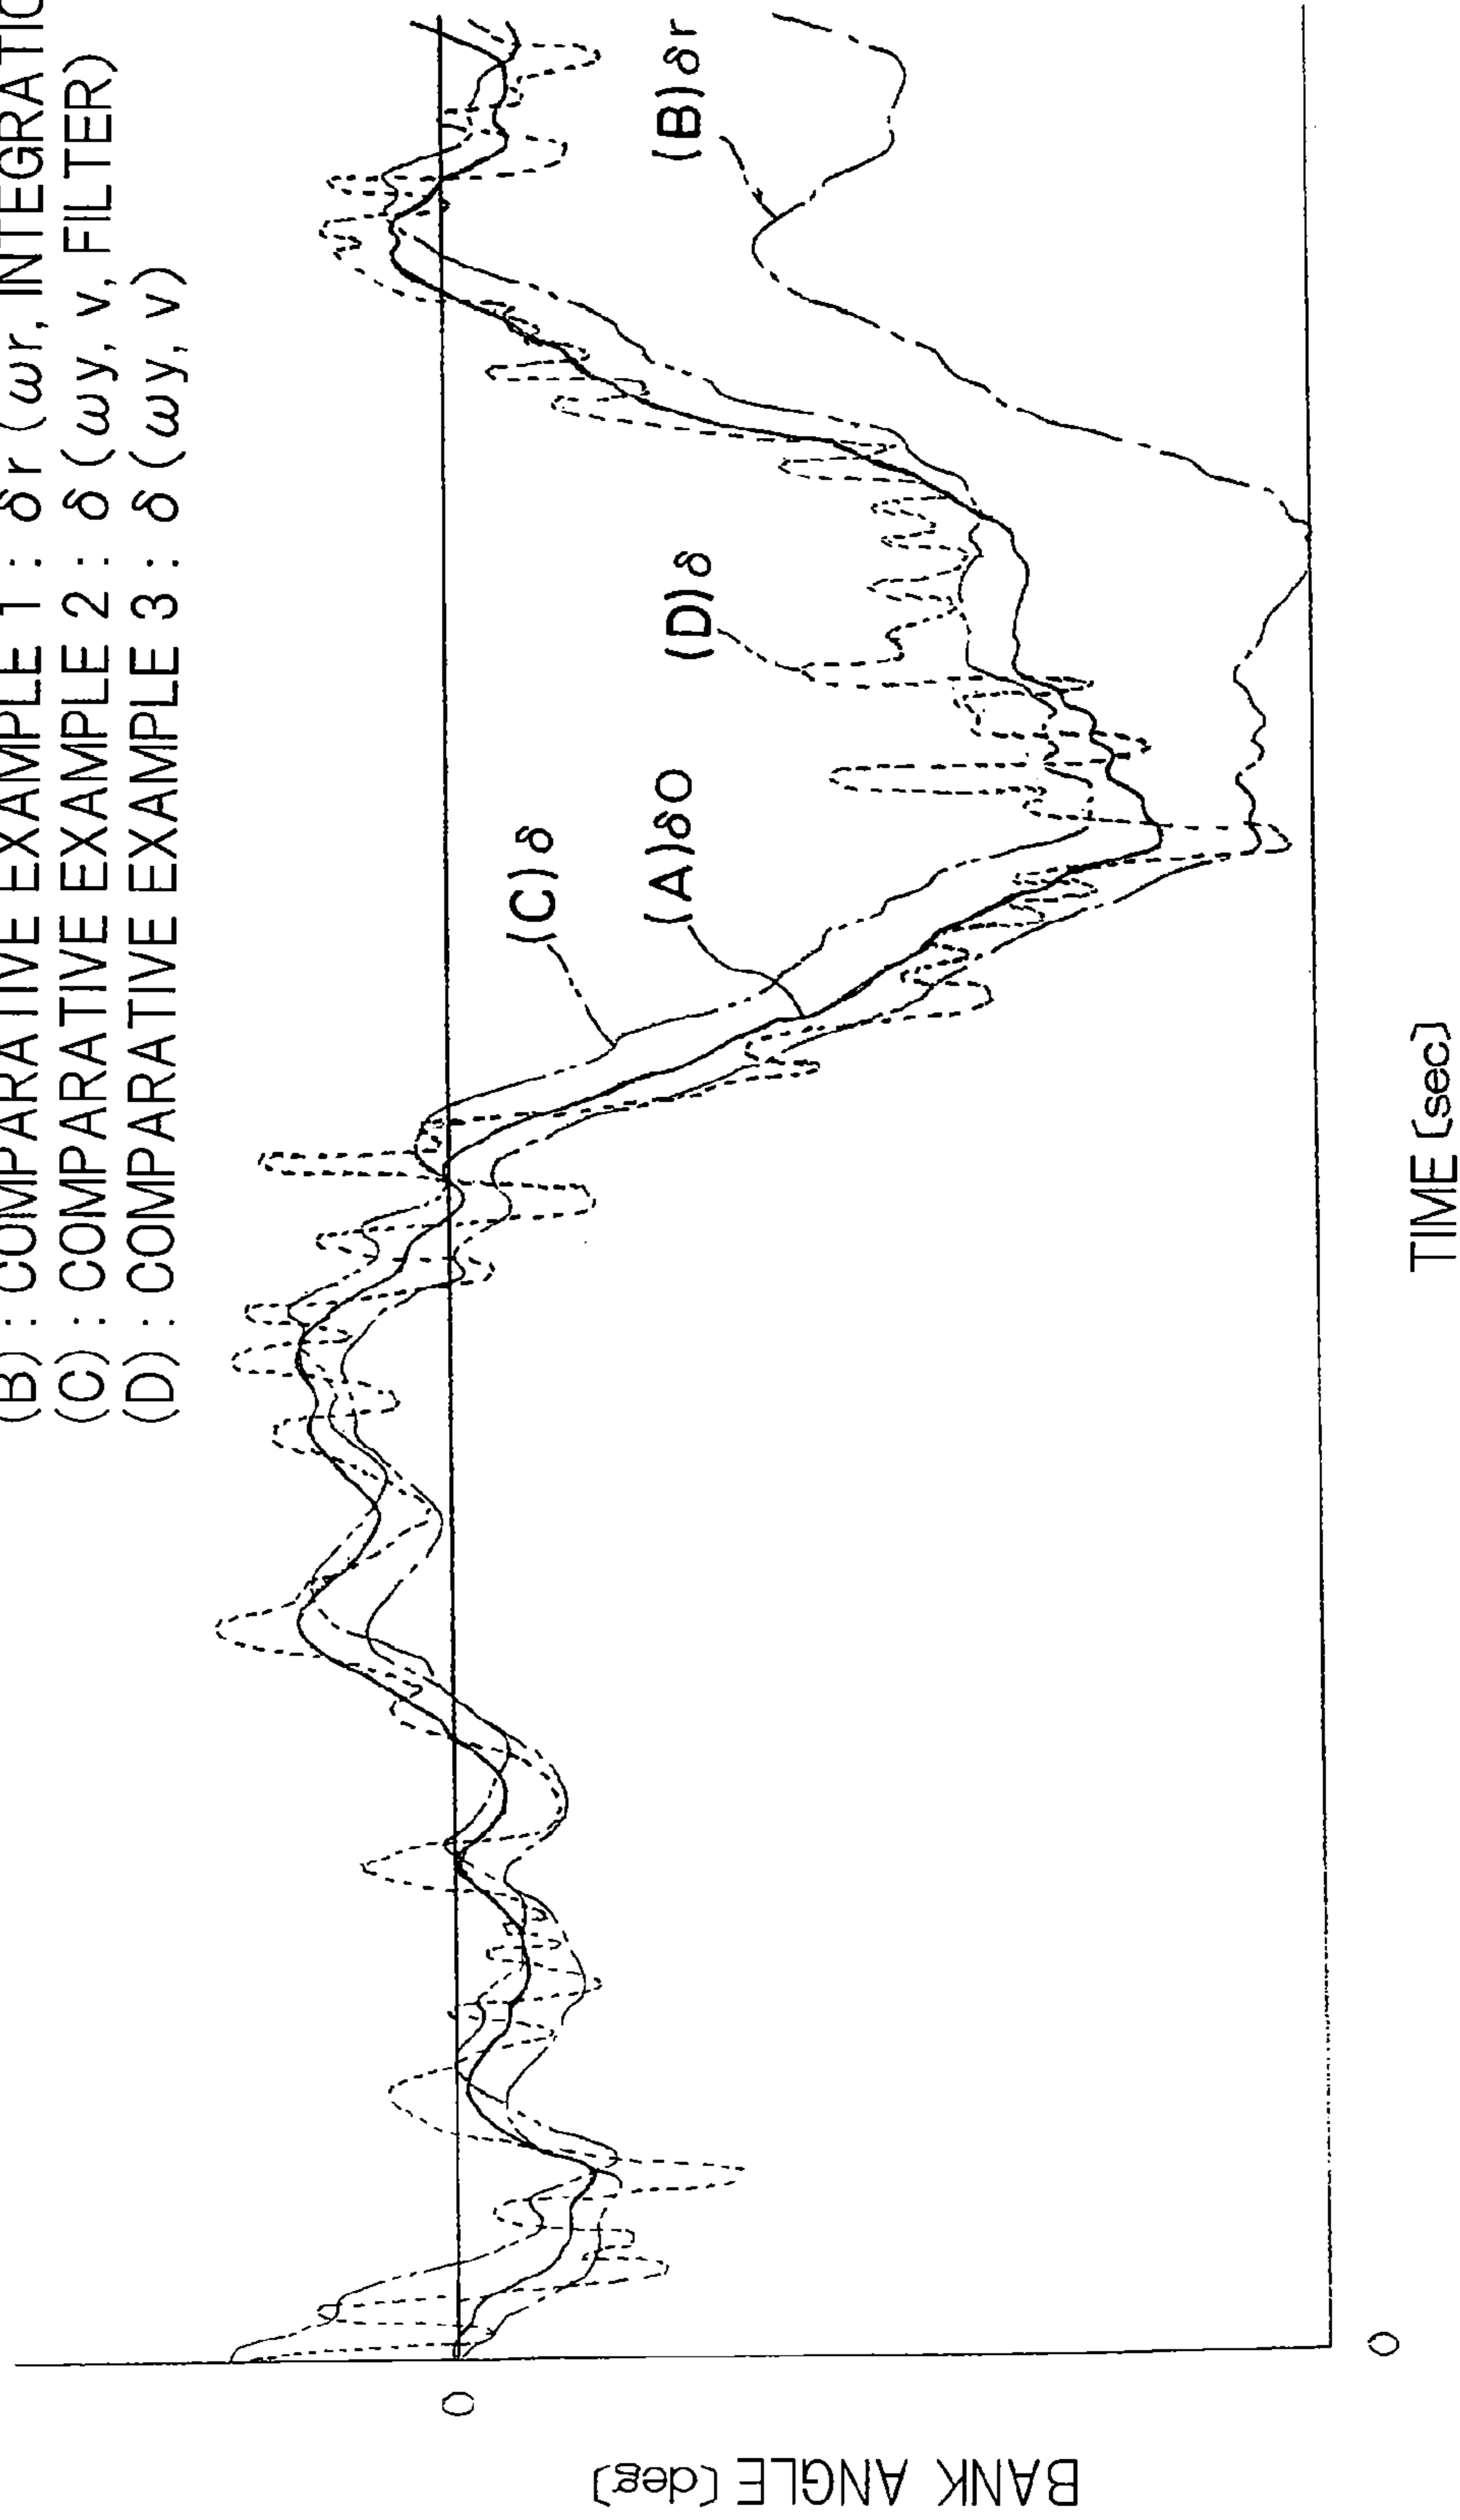 (B) : COMPARATIVE EXAMPLE 1 : δr (ωr, INTEGRATIO
(C) : COMPARATIVE EXAMPLE 2 : δ (ωy, v, FILTER)
(D) : COMPARATIVE EXAMPLE 3 : δ (ωy, v)
(C)δ
(A)δ0
(D)δ
(B)δr
BANK ANGLE (deg)
0
0
TIME (sec)